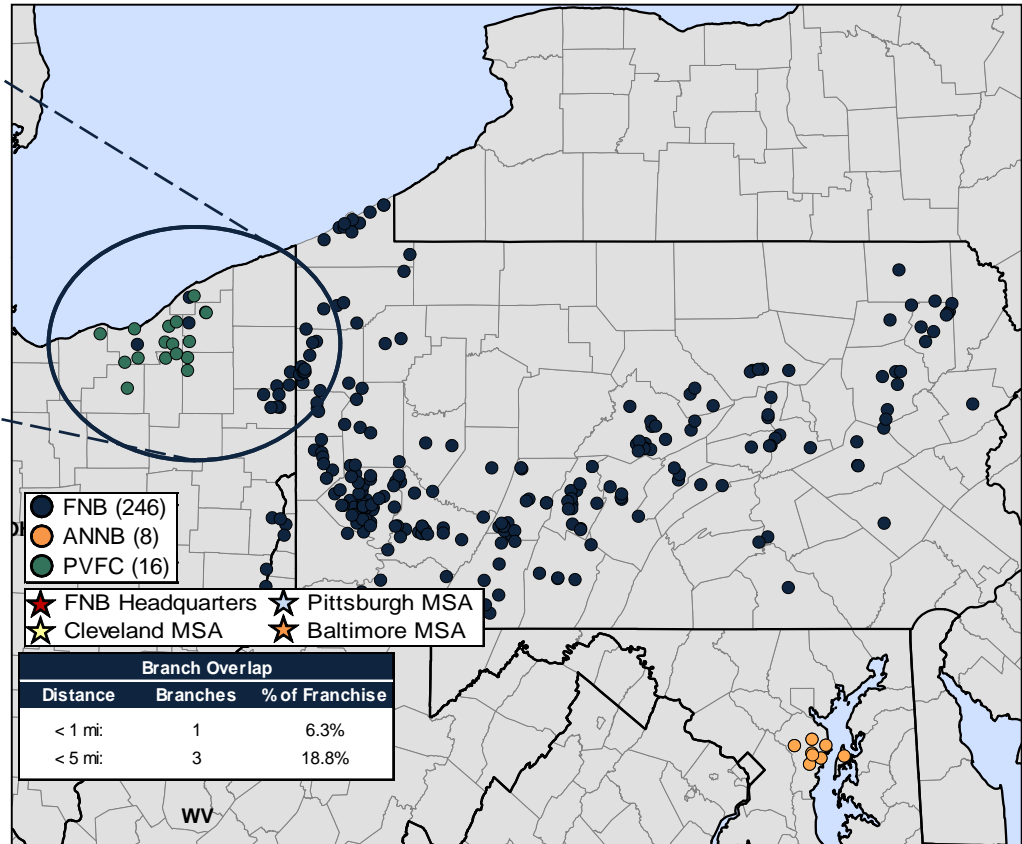 FNB (246)
ANNB (8)
PVFC (16)
FNB Headquarters
Pittsburgh MSA
Cleveland MSA
Baltimore MSA
Branch Overlap
Distance Branches % of Franchise
< 1 mi: 1 6.3%
< 5 mi: 3 18.8%
WV